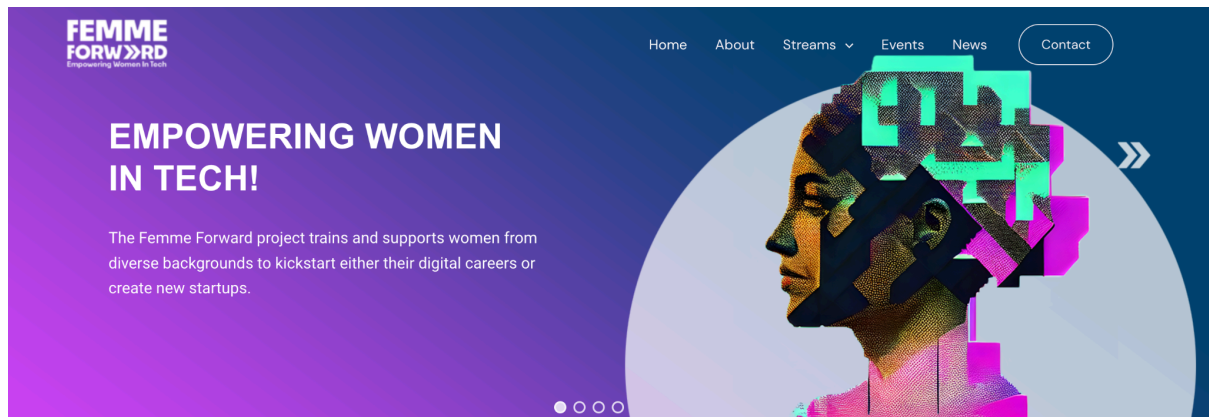 FEMME
FORW»RD
Empowering Women In Tech
Home About Streams Events News Contact
EMPOWERING WOMEN
IN TECH!
The Femme Forward project trains and supports women from
diverse backgrounds to kickstart either their digital careers or
create new startups.